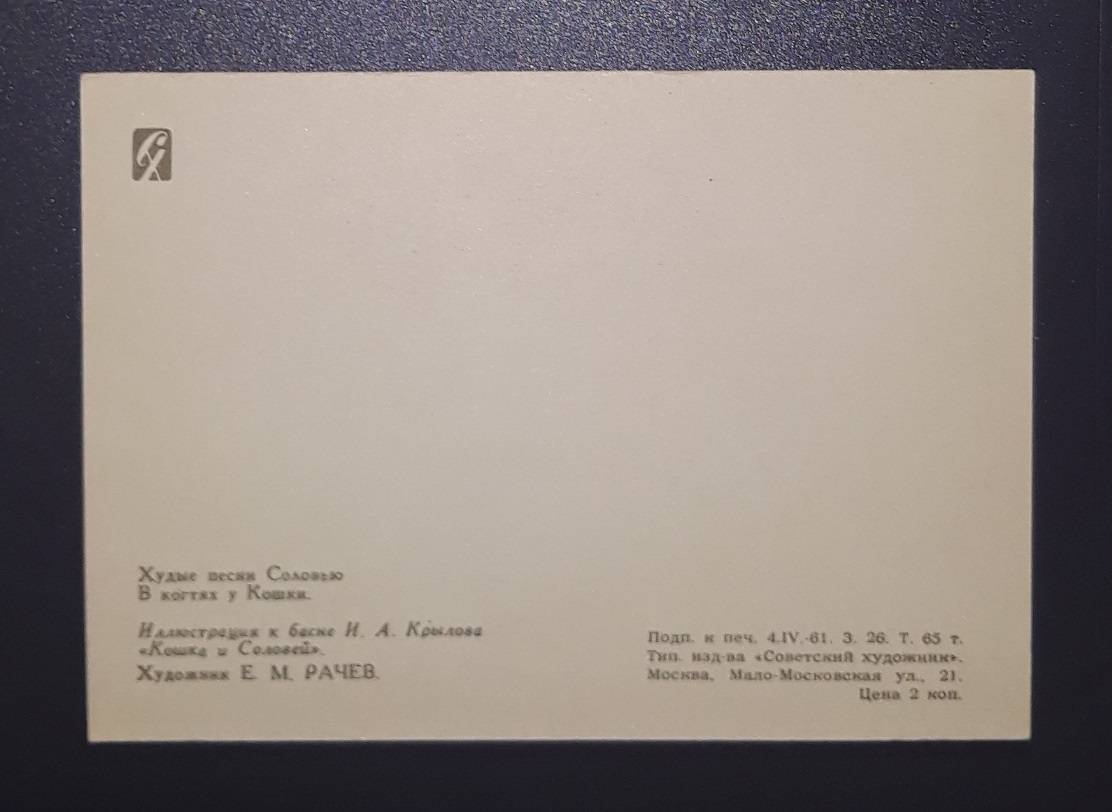 СХ
Худые песни Соловью
В когтях у Кошки.
Иллюстрация к басне И. А. Крылова
«Кошка и Соловей».
Художник Е. М. РАЧЕВ.
Подп. к печ. 4.IV.-61. З. 26. Т. 65 т.
Тип. изд-ва «Советский художник».
Москва, Мало-Московская ул., 21.
Цена 2 коп.